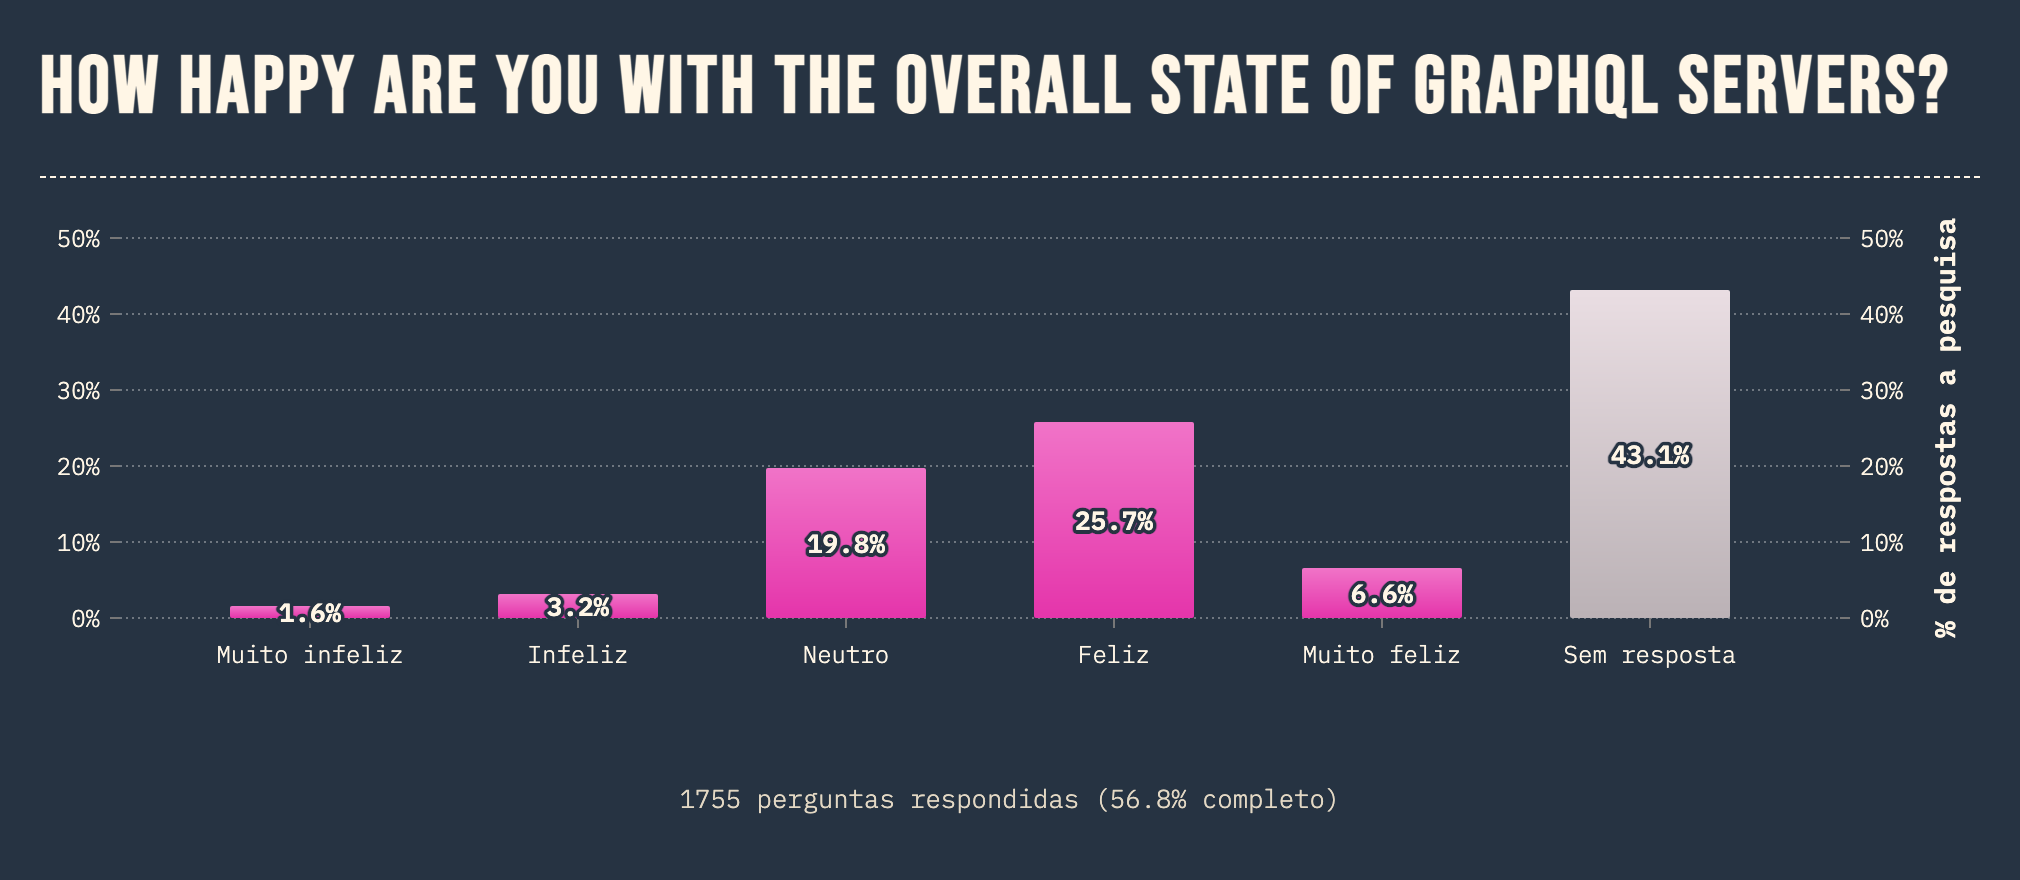 HOW HAPPY ARE YOU WITH THE OVERALL STATE OF GRAPHQL SERVERS?
50%
40%
30%
20%
10%
0%
1.6%
3.2%
19.8%
25.7%
6.6%
43.1%
50%
40%
30%
20%
10%
0%
% de respostas a pesquisa
Muito infeliz
Infeliz
Neutro
Feliz
Muito feliz
Sem resposta
1755 perguntas respondidas (56.8% completo)